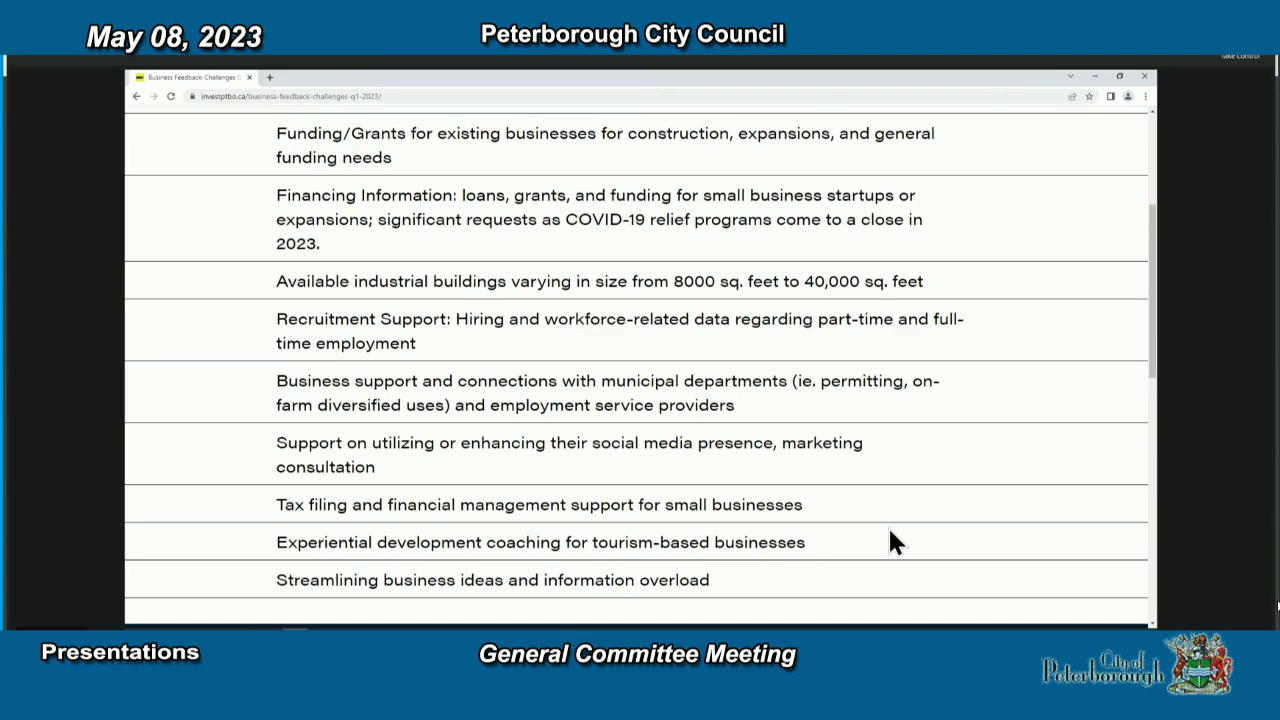 May 08, 2023
Peterborough City Council
Take Control
Business Feedback: Challenges
investptbo.ca/business-feedback-challenges-q1-2023/
Funding/Grants for existing businesses for construction, expansions, and general
funding needs
Financing Information: loans, grants, and funding for small business startups or
expansions; significant requests as COVID-19 relief programs come to a close in
2023.
Available industrial buildings varying in size from 8000 sq. feet to 40,000 sq. feet
Recruitment Support: Hiring and workforce-related data regarding part-time and full-
time employment
Business support and connections with municipal departments (ie. permitting, on-
farm diversified uses) and employment service providers
Support on utilizing or enhancing their social media presence, marketing
consultation
Tax filing and financial management support for small businesses
Experiential development coaching for tourism-based businesses
Streamlining business ideas and information overload
Presentations
General Committee Meeting
City of
Peterborough